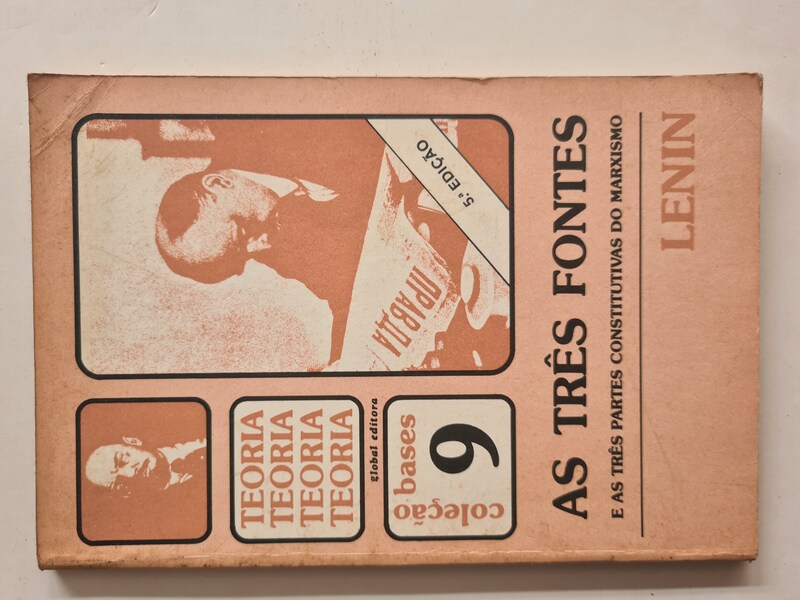 TEORIA
TEORIA
TEORIA
TEORIA
global editora
coleção
bases
9
ПРАВДА
5.ª EDIÇÃO
AS TRÊS FONTES
E AS TRÊS PARTES CONSTITUTIVAS DO MARXISMO
LENIN